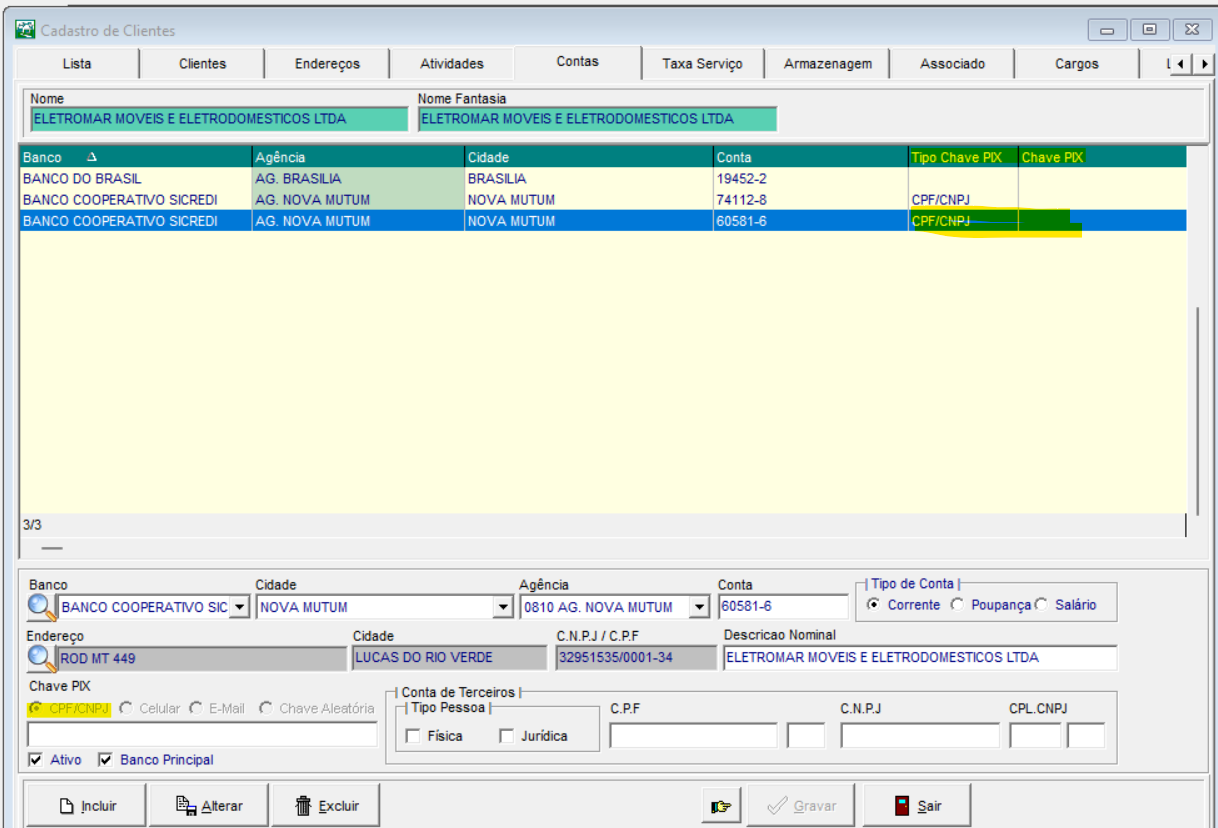 Cadastro de Clientes
Lista Clientes Endereços Atividades Contas Taxa Serviço Armazenagem Associado Cargos
Nome Nome Fantasia
ELETROMAR MOVEIS E ELETRODOMESTICOS LTDA ELETROMAR MOVEIS E ELETRODOMESTICOS LTDA
Banco Agência Cidade Conta Tipo Chave PIX Chave PIX
BANCO DO BRASIL AG. BRASILIA BRASILIA 19452-2
BANCO COOPERATIVO SICREDI AG. NOVA MUTUM NOVA MUTUM 74112-8 CPF/CNPJ
BANCO COOPERATIVO SICREDI AG. NOVA MUTUM NOVA MUTUM 60581-6 CPF/CNPJ
3/3
Banco Cidade Agência Conta Tipo de Conta
BANCO COOPERATIVO SIC NOVA MUTUM 0810 AG. NOVA MUTUM 60581-6 Corrente Poupança Salário
Endereço Cidade C.N.P.J / C.P.F Descricao Nominal
ROD MT 449 LUCAS DO RIO VERDE 32951535/0001-34 ELETROMAR MOVEIS E ELETRODOMESTICOS LTDA
Chave PIX Conta de Terceiros
CPF/CNPJ Celular E-Mail Chave Aleatória Tipo Pessoa C.P.F C.N.P.J CPL.CNPJ
Física Jurídica
Ativo Banco Principal
Incluir Alterar Excluir Gravar Sair